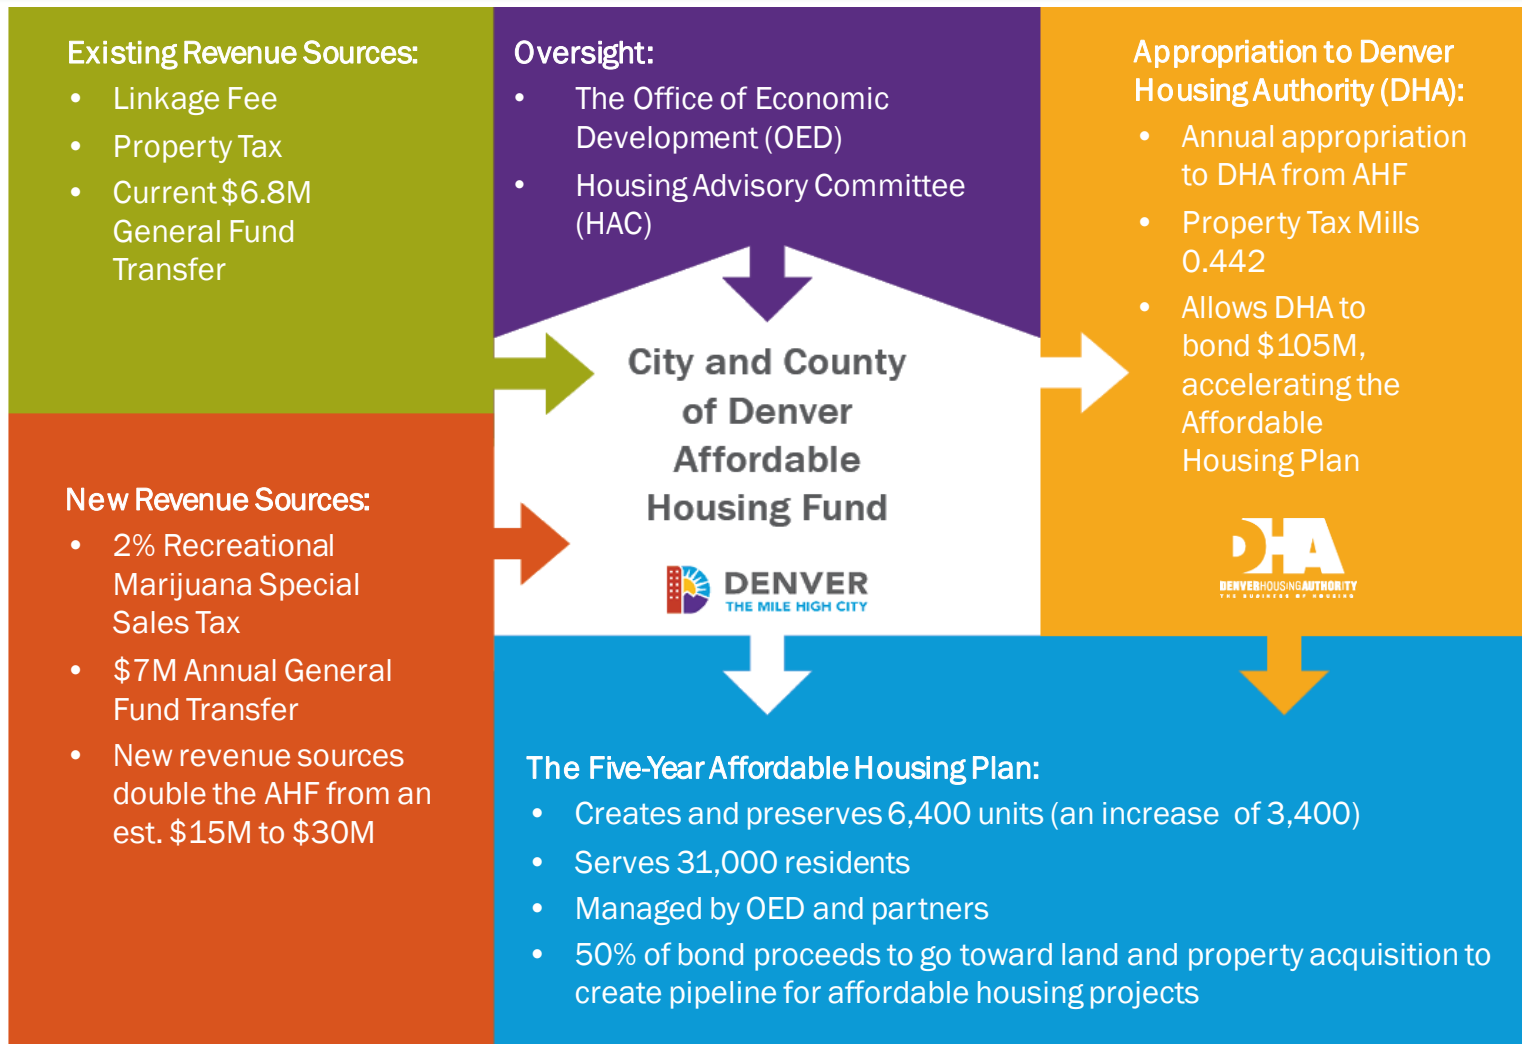 Existing Revenue Sources:
• Linkage Fee
• Property Tax
• Current $6.8M
General Fund
Transfer
Oversight:
• The Office of Economic
Development (OED)
• Housing Advisory Committee
(HAC)
Appropriation to Denver
Housing Authority (DHA):
• Annual appropriation
to DHA from AHF
• Property Tax Mills
0.442
• Allows DHA to
bond $105M,
accelerating the
Affordable
Housing Plan
DHA
DENVERHOUSINGAUTHORITY
THE BUSINESS OF HOUSING
City and County
of Denver
Affordable
Housing Fund
DENVER
THE MILE HIGH CITY
New Revenue Sources:
• 2% Recreational
Marijuana Special
Sales Tax
• $7M Annual General
Fund Transfer
• New revenue sources
double the AHF from an
est. $15M to $30M
The Five-Year Affordable Housing Plan:
• Creates and preserves 6,400 units (an increase of 3,400)
• Serves 31,000 residents
• Managed by OED and partners
• 50% of bond proceeds to go toward land and property acquisition to
create pipeline for affordable housing projects